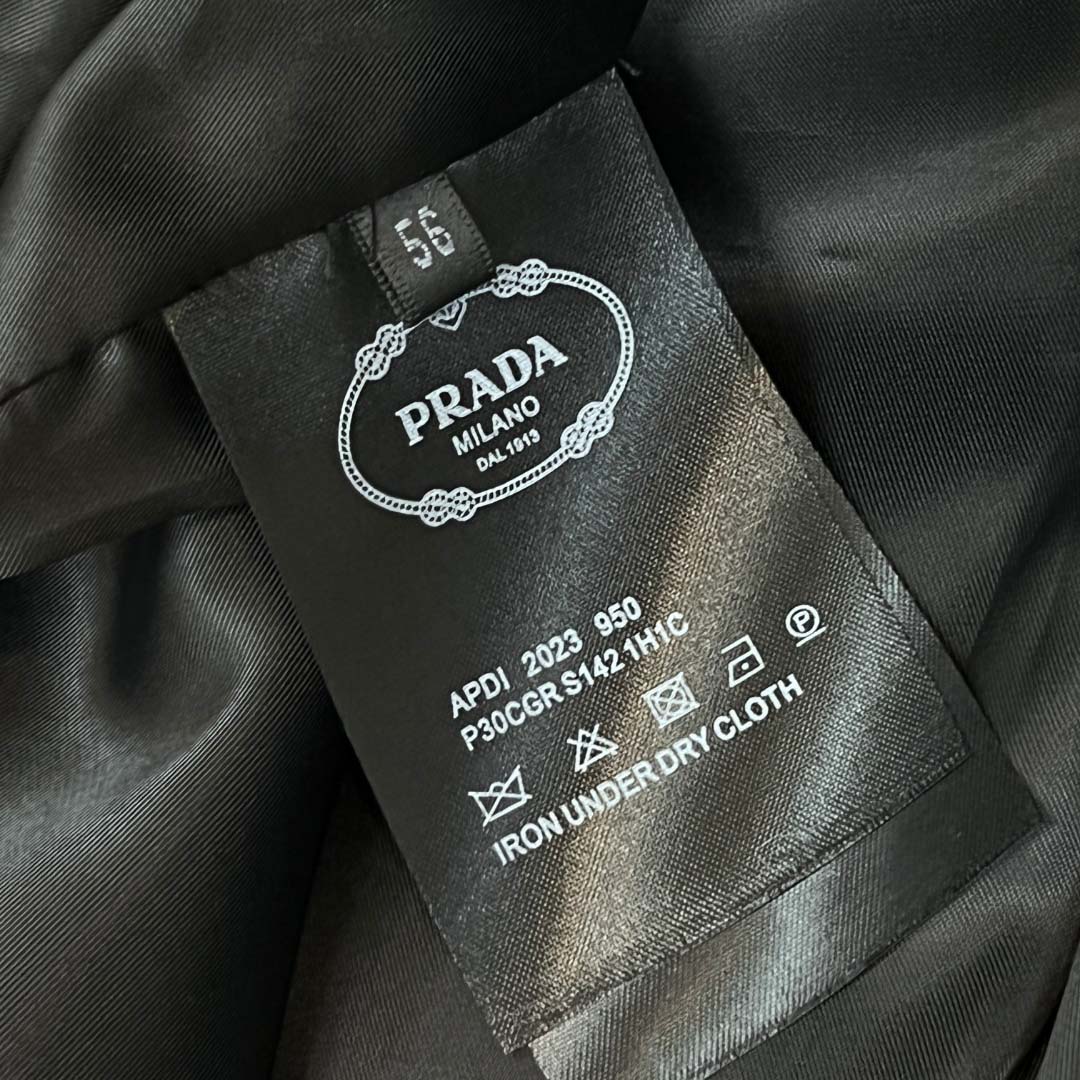 56
PRADA
MILANO
DAL 1913
APDI 2023 950
P30CGR S142 1H1C
P
IRON UNDER DRY CLOTH